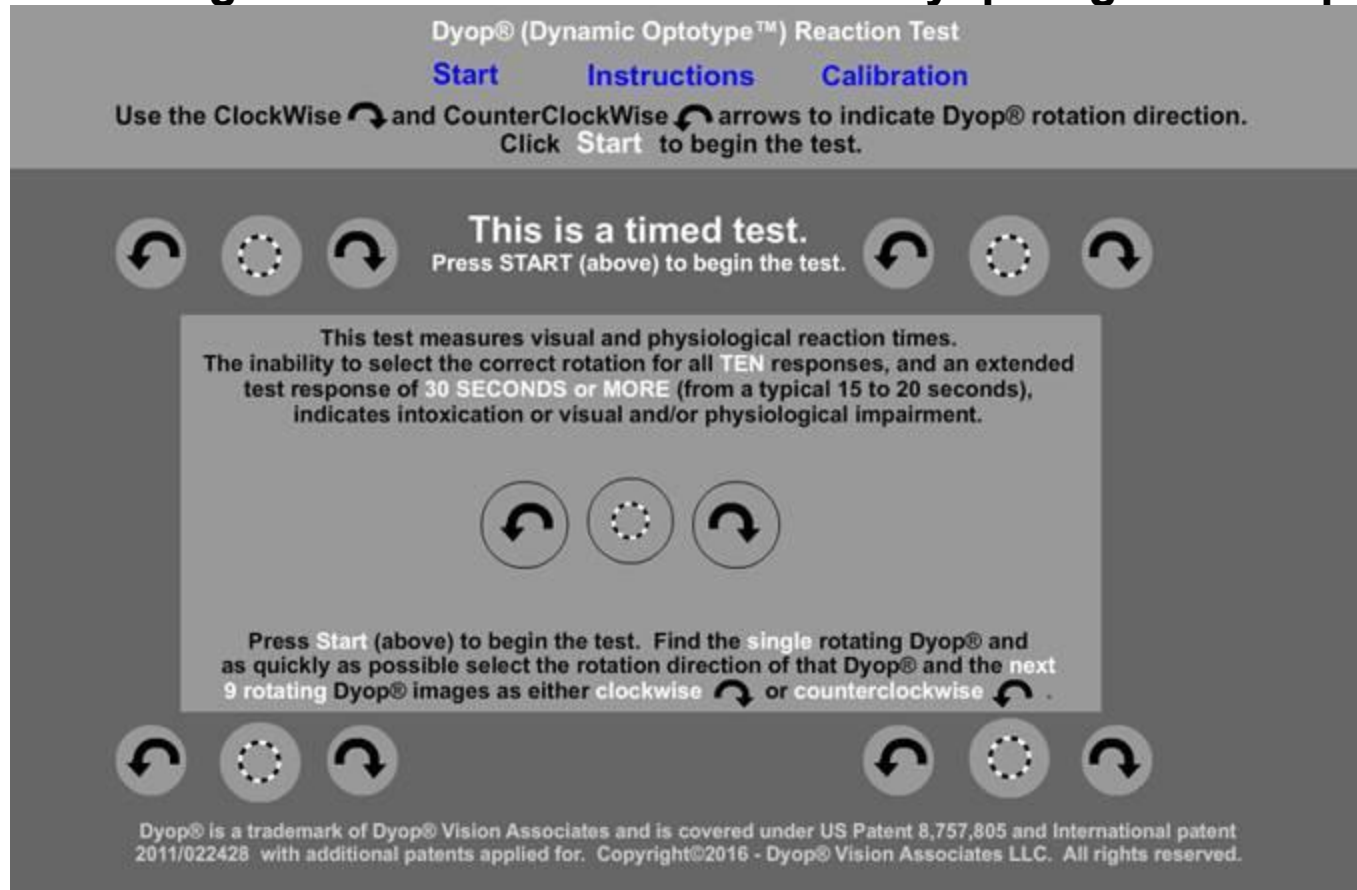 Dyop® (Dynamic Optotype™) Reaction Test
Start Instructions Calibration
Use the ClockWise and CounterClockWise arrows to indicate Dyop® rotation direction.
Click Start to begin the test.
This is a timed test.
Press START (above) to begin the test.
This test measures visual and physiological reaction times.
The inability to select the correct rotation for all TEN responses, and an extended
test response of 30 SECONDS or MORE (from a typical 15 to 20 seconds),
indicates intoxication or visual and/or physiological impairment.
Press Start (above) to begin the test. Find the single rotating Dyop® and
as quickly as possible select the rotation direction of that Dyop® and the next
9 rotating Dyop® images as either clockwise or counterclockwise .
Dyop® is a trademark of Dyop® Vision Associates and is covered under US Patent 8,757,805 and International patent
2011/022428 with additional patents applied for. Copyright©2016 - Dyop® Vision Associates LLC. All rights reserved.